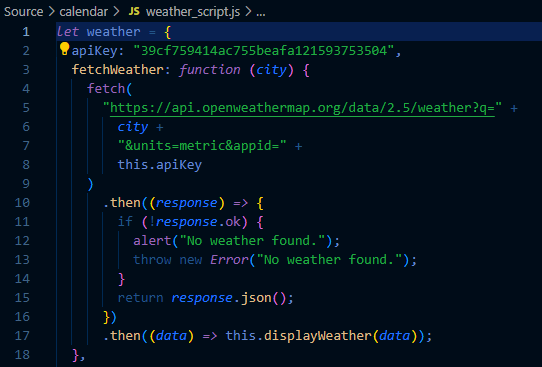 Source > calendar > weather_script.js > ...
1 let weather = {
2 apiKey: "39cf759414ac755beafa121593753504",
3 fetchWeather: function (city) {
4 fetch(
5 "https://api.openweathermap.org/data/2.5/weather?q=" +
6 city +
7 "&units=metric&appid=" +
8 this.apiKey
9 )
10 .then((response) => {
11 if (!response.ok) {
12 alert("No weather found.");
13 throw new Error("No weather found.");
14 }
15 return response.json();
16 })
17 .then((data) => this.displayWeather(data));
18 },